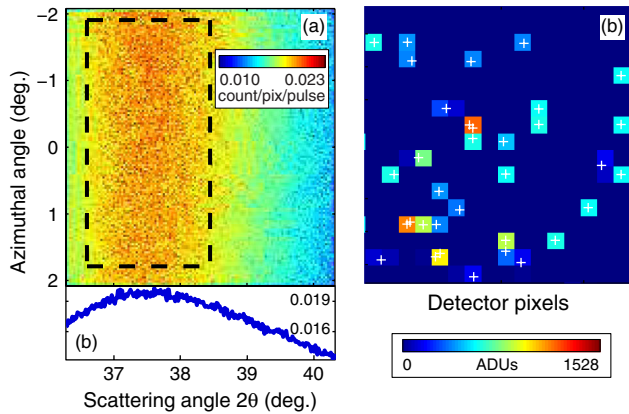 −2
−1
0
1
2
Azimuthal angle (deg.)
(a)
0.010 0.023
count/pix/pulse
(b)
0.019
0.016
37 38 39 40
Scattering angle 2θ (deg.)
(b)
Detector pixels
0 ADUs 1528